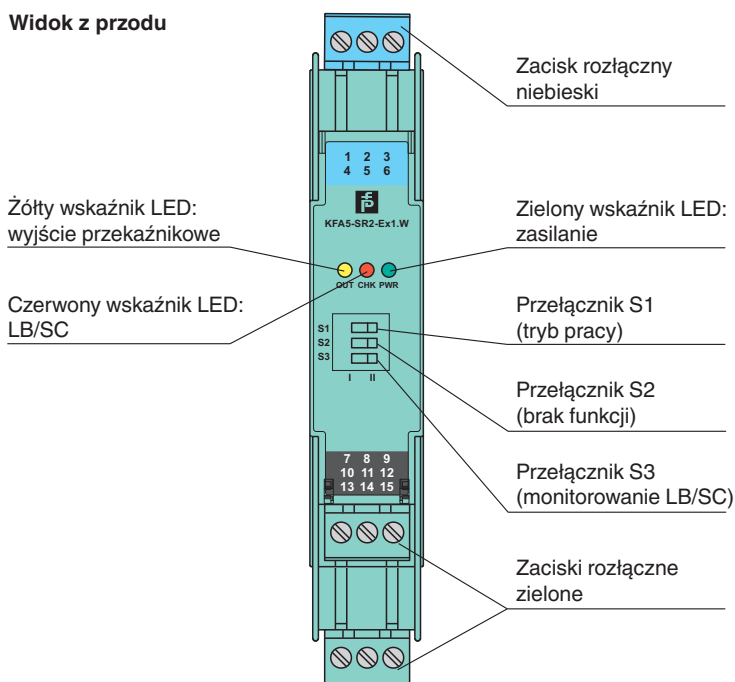 Widok z przodu
Zacisk rozłączny
niebieski
1 2 3
4 5 6
KFA5-SR2-Ex1.W
Żółty wskaźnik LED:
wyjście przekaźnikowe
Zielony wskaźnik LED:
zasilanie
OUT CHK PWR
Czerwony wskaźnik LED:
LB/SC
Przełącznik S1
(tryb pracy)
S1
S2
S3
I II
Przełącznik S2
(brak funkcji)
Przełącznik S3
(monitorowanie LB/SC)
7 8 9
10 11 12
13 14 15
Zaciski rozłączne
zielone